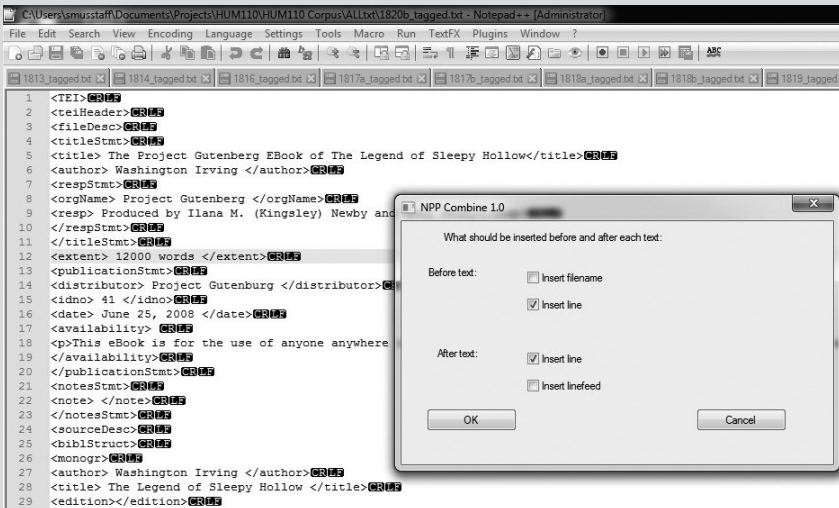 C:\Users\smusstaff\Documents\Projects\HUM110\HUM110 Corpus\ALLtxt\1820b_tagged.txt - Notepad++ [Administrator]
File Edit Search View Encoding Language Settings Tools Macro Run TextFX Plugins Window ?
ABC
1813_tagged.txt 1814_tagged.txt 1816_tagged.txt 1817a_tagged.txt 1817b_tagged.txt 1818a_tagged.txt 1818b_tagged.txt 1819_tagged
1 <TEI>CRLF
2 <teiHeader>CRLF
3 <fileDesc>CRLF
4 <titleStmt>CRLF
5 <title> The Project Gutenberg EBook of The Legend of Sleepy Hollow</title>CRLF
6 <author> Washington Irving </author>CRLF
7 <respStmt>CRLF
8 <orgName> Project Gutenberg </orgName>CRLF
9 <resp> Produced by Ilana M. (Kingsley) Newby and
10 </respStmt>CRLF
11 </titleStmt>CRLF
12 <extent> 12000 words </extent>CRLF
13 <publicationStmt>CRLF
14 <distributor> Project Gutenburg </distributor>
15 <idno> 41 </idno>CRLF
16 <date> June 25, 2008 </date>CRLF
17 <availability> CRLF
18 <p>This eBook is for the use of anyone anywhere
19 </availability>CRLF
20 </publicationStmt>CRLF
21 <notesStmt>CRLF
22 <note> </note>CRLF
23 </notesStmt>CRLF
24 <sourceDesc>CRLF
25 <biblStruct>CRLF
26 <monogr>CRLF
27 <author> Washington Irving </author>CRLF
28 <title> The Legend of Sleepy Hollow </title>CRLF
29 <edition></edition>CRLF
NPP Combine 1.0
What should be inserted before and after each text:
Before text:
Insert filename
Insert line
After text:
Insert line
Insert linefeed
OK Cancel